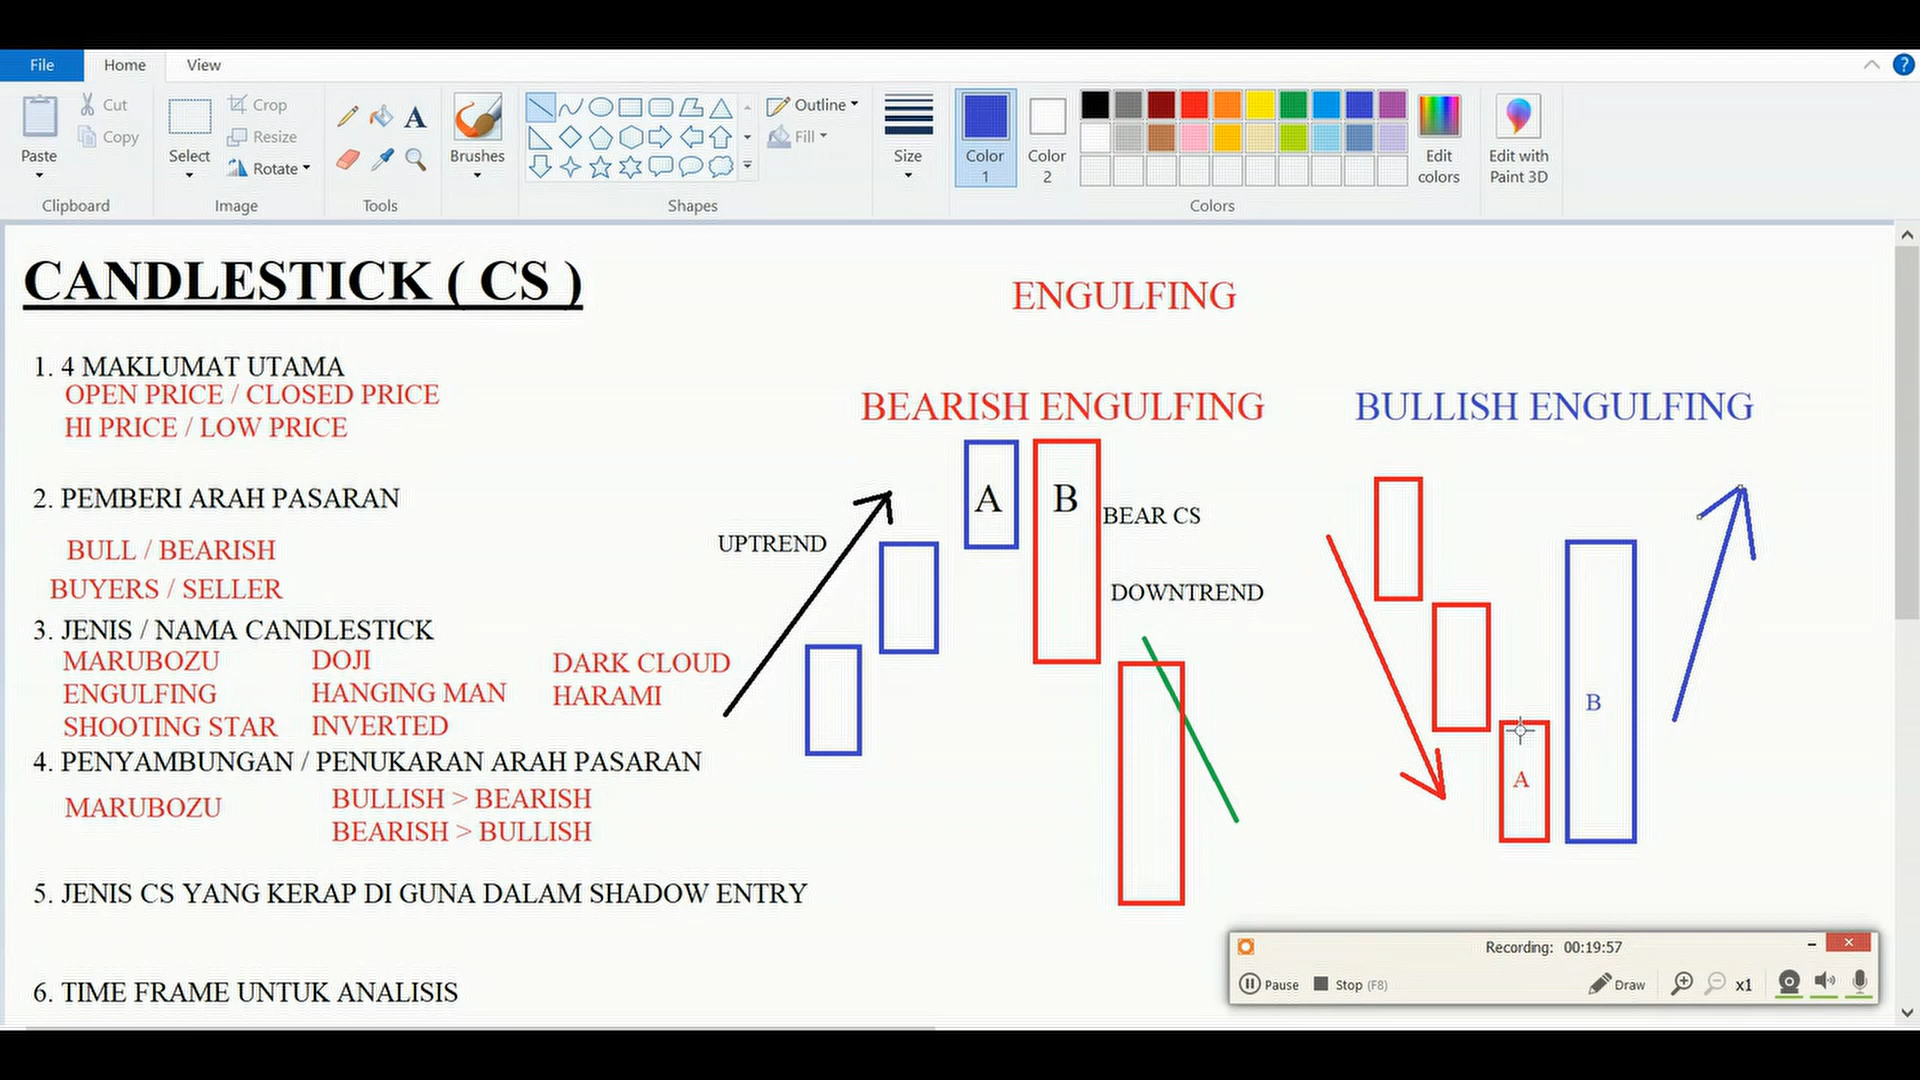 File Home View ?
Paste
Cut
Copy
Clipboard
Select
Crop
Resize
Rotate
Image
A
Tools
Brushes
Outline
Fill
Shapes
Size
Color
1
Color
2
Colors
Edit
colors
Edit with
Paint 3D
CANDLESTICK ( CS )
1. 4 MAKLUMAT UTAMA
OPEN PRICE / CLOSED PRICE
HI PRICE / LOW PRICE
2. PEMBERI ARAH PASARAN
BULL / BEARISH
BUYERS / SELLER
3. JENIS / NAMA CANDLESTICK
MARUBOZU DOJI DARK CLOUD
ENGULFING HANGING MAN HARAMI
SHOOTING STAR INVERTED
4. PENYAMBUNGAN / PENUKARAN ARAH PASARAN
MARUBOZU BULLISH > BEARISH
BEARISH > BULLISH
5. JENIS CS YANG KERAP DI GUNA DALAM SHADOW ENTRY
6. TIME FRAME UNTUK ANALISIS
ENGULFING
BEARISH ENGULFING
UPTREND
A
B
BEAR CS
DOWNTREND
BULLISH ENGULFING
A
B
Recording: 00:19:57
Pause Stop (F8) Draw x1